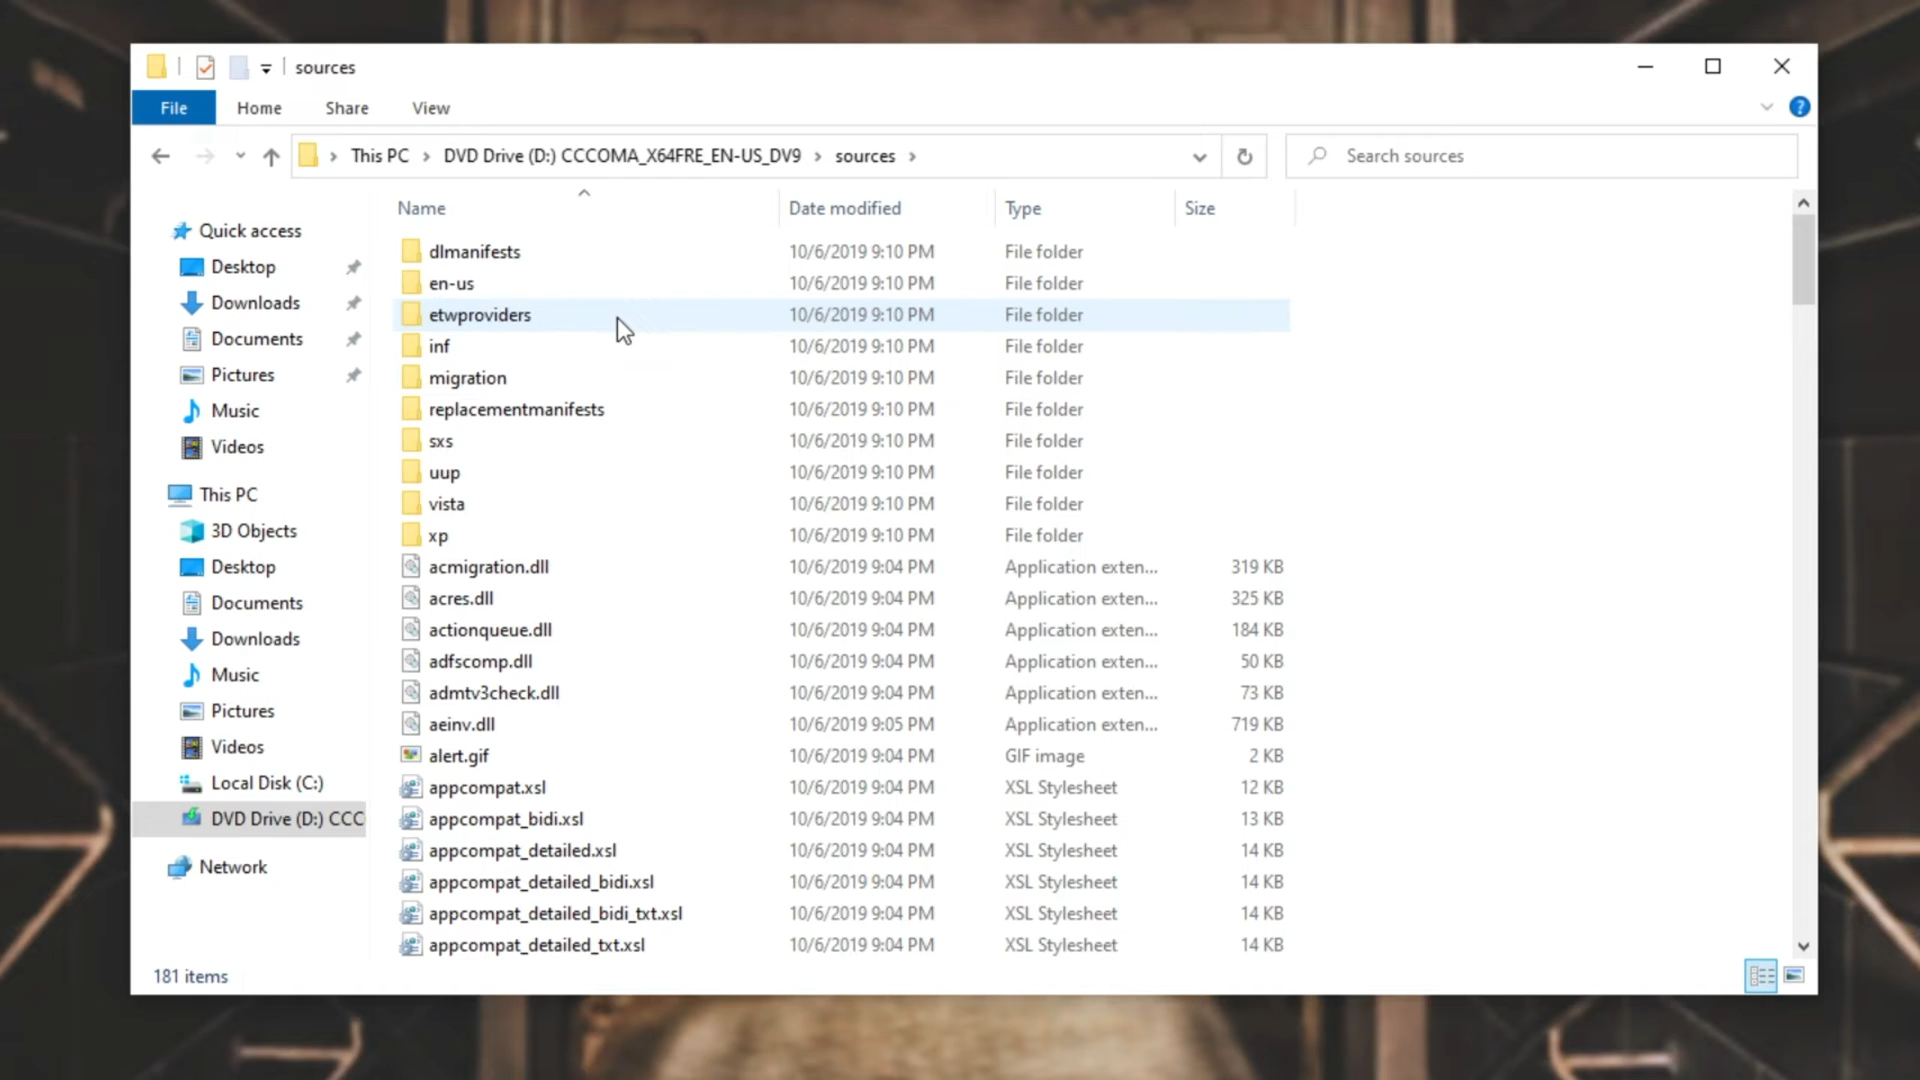 sources
File Home Share View
This PC DVD Drive (D:) CCCOMA_X64FRE_EN-US_DV9 sources
Search sources
Name Date modified Type Size
Quick access
Desktop
Downloads
Documents
Pictures
Music
Videos
This PC
3D Objects
Desktop
Documents
Downloads
Music
Pictures
Videos
Local Disk (C:)
DVD Drive (D:) CCC
Network
dlmanifests 10/6/2019 9:10 PM File folder
en-us 10/6/2019 9:10 PM File folder
etwproviders 10/6/2019 9:10 PM File folder
inf 10/6/2019 9:10 PM File folder
migration 10/6/2019 9:10 PM File folder
replacementmanifests 10/6/2019 9:10 PM File folder
sxs 10/6/2019 9:10 PM File folder
uup 10/6/2019 9:10 PM File folder
vista 10/6/2019 9:10 PM File folder
xp 10/6/2019 9:10 PM File folder
acmigration.dll 10/6/2019 9:04 PM Application exten... 319 KB
acres.dll 10/6/2019 9:04 PM Application exten... 325 KB
actionqueue.dll 10/6/2019 9:04 PM Application exten... 184 KB
adfscomp.dll 10/6/2019 9:04 PM Application exten... 50 KB
admtv3check.dll 10/6/2019 9:04 PM Application exten... 73 KB
aeinv.dll 10/6/2019 9:05 PM Application exten... 719 KB
alert.gif 10/6/2019 9:04 PM GIF image 2 KB
appcompat.xsl 10/6/2019 9:04 PM XSL Stylesheet 12 KB
appcompat_bidi.xsl 10/6/2019 9:04 PM XSL Stylesheet 13 KB
appcompat_detailed.xsl 10/6/2019 9:04 PM XSL Stylesheet 14 KB
appcompat_detailed_bidi.xsl 10/6/2019 9:04 PM XSL Stylesheet 14 KB
appcompat_detailed_bidi_txt.xsl 10/6/2019 9:04 PM XSL Stylesheet 14 KB
appcompat_detailed_txt.xsl 10/6/2019 9:04 PM XSL Stylesheet 14 KB
181 items